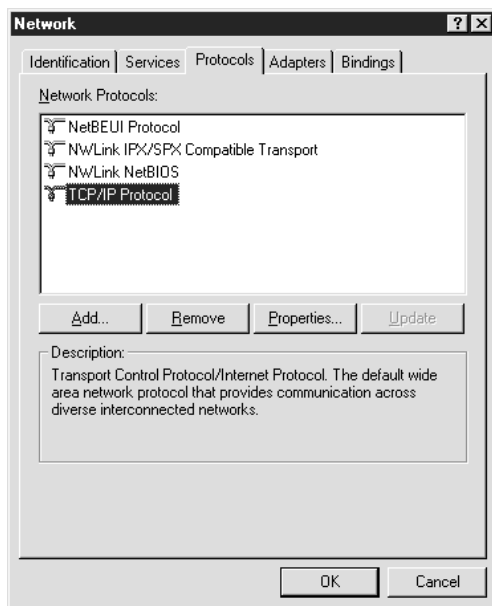 Network
Identification Services Protocols Adapters Bindings
Network Protocols:
NetBEUI Protocol
NWLink IPX/SPX Compatible Transport
NWLink NetBIOS
TCP/IP Protocol
Add... Remove Properties... Update
Description:
Transport Control Protocol/Internet Protocol. The default wide
area network protocol that provides communication across
diverse interconnected networks.
OK Cancel